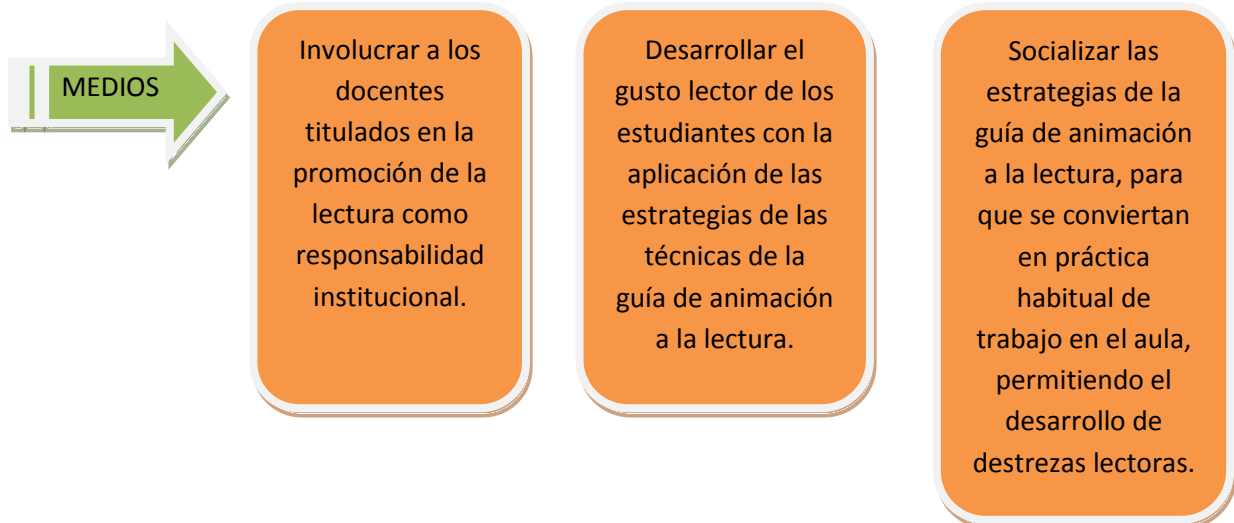 MEDIOS
Involucrar a los
docentes
titulados en la
promoción de la
lectura como
responsabilidad
institucional.
Desarrollar el
gusto lector de los
estudiantes con la
aplicación de las
estrategias de las
técnicas de la
guía de animación
a la lectura.
Socializar las
estrategias de la
guía de animación
a la lectura, para
que se conviertan
en práctica
habitual de
trabajo en el aula,
permitiendo el
desarrollo de
destrezas lectoras.